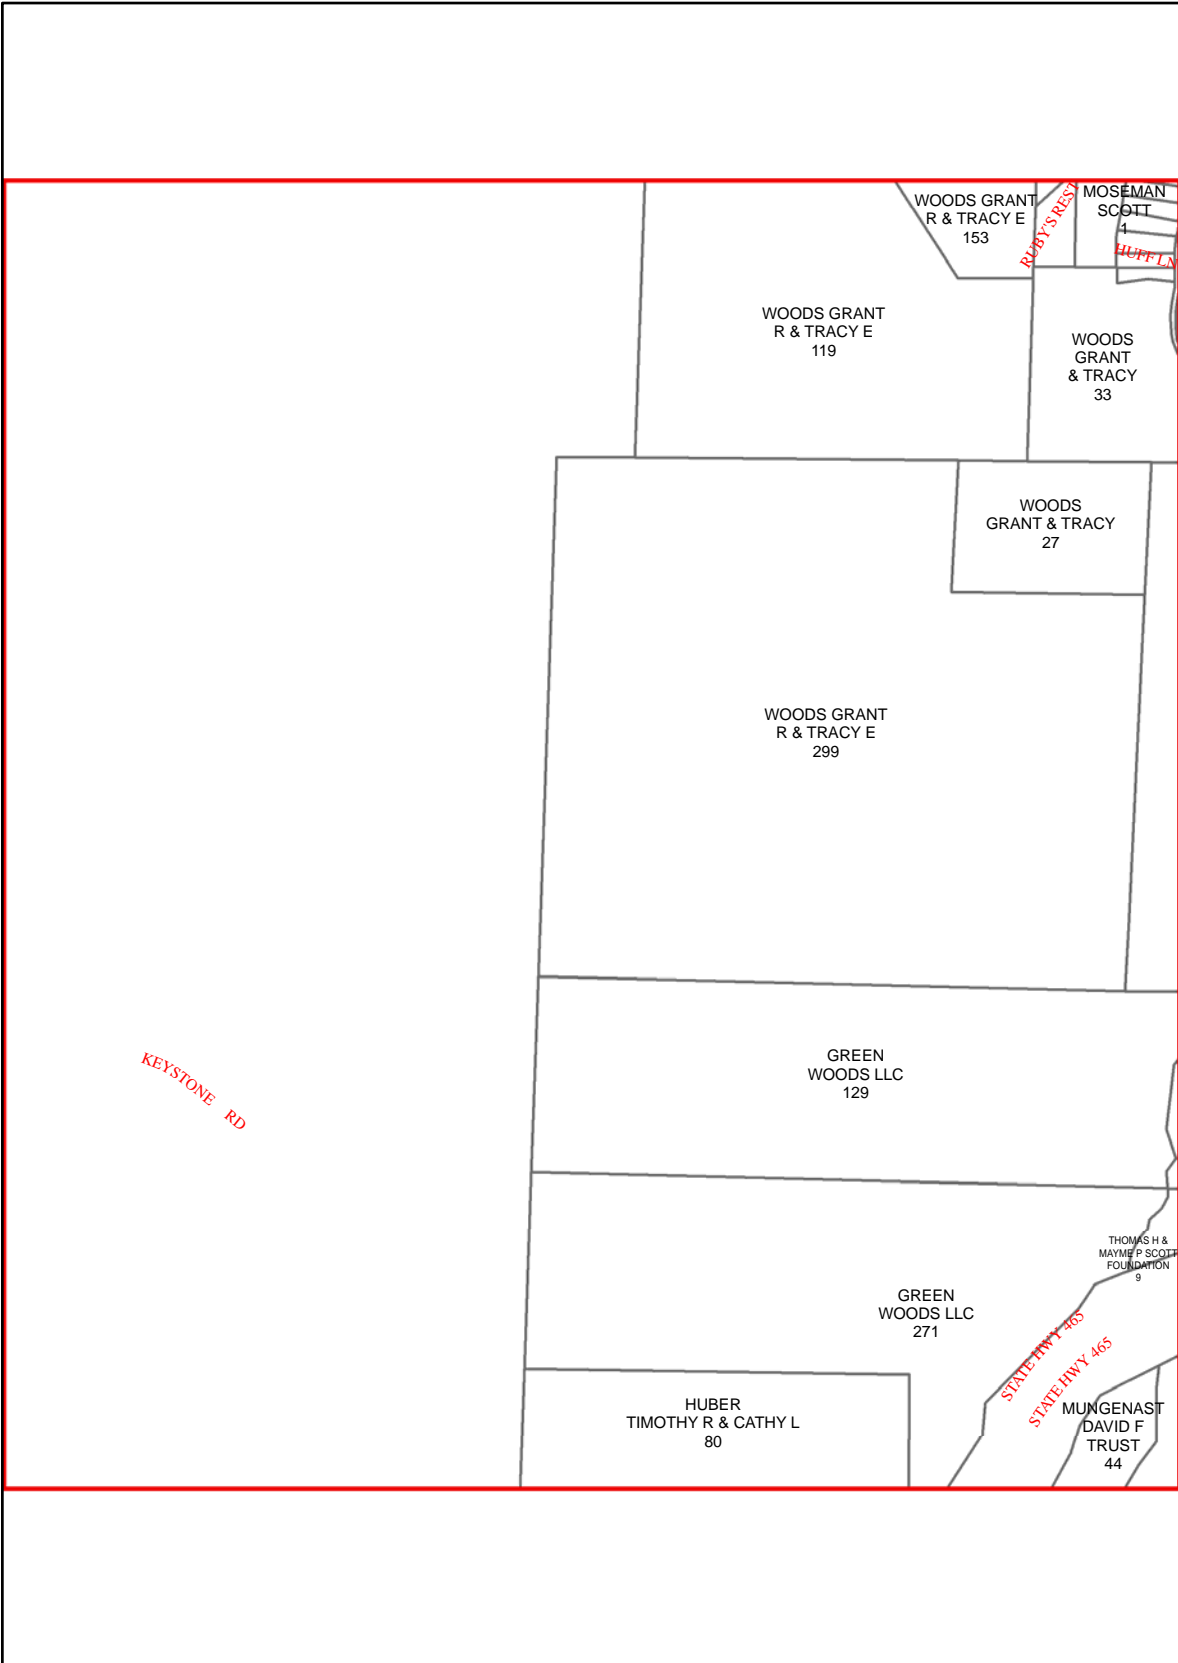 WOODS GRANT
R & TRACY E
153
RUBY'S REST
MOSEMAN
SCOTT
1
HUFF LN
WOODS GRANT
R & TRACY E
119
WOODS
GRANT
& TRACY
33
WOODS
GRANT & TRACY
27
WOODS GRANT
R & TRACY E
299
KEYSTONE RD
GREEN
WOODS LLC
129
THOMAS H &
MAYME P SCOTT
FOUNDATION
9
GREEN
WOODS LLC
271
STATE HWY 465
STATE HWY 465
HUBER
TIMOTHY R & CATHY L
80
MUNGENAST
DAVID F
TRUST
44